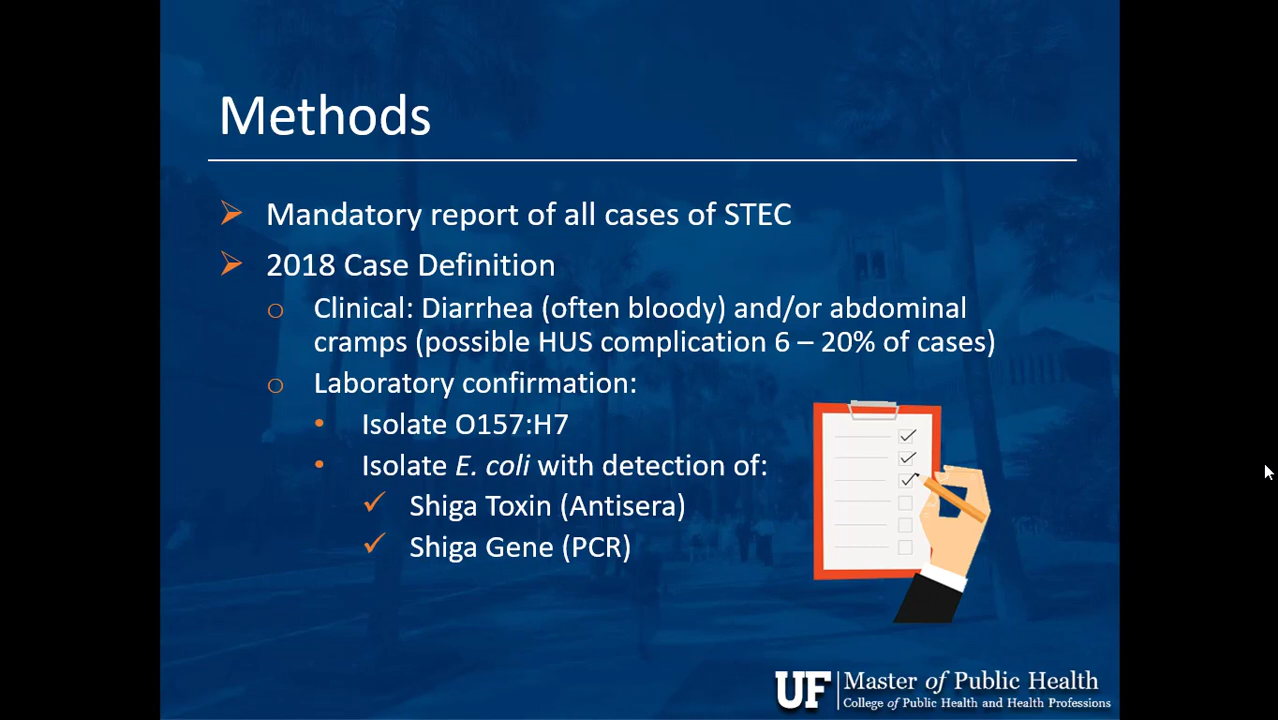 Methods
Mandatory report of all cases of STEC
2018 Case Definition
Clinical: Diarrhea (often bloody) and/or abdominal
cramps (possible HUS complication 6 – 20% of cases)
Laboratory confirmation:
Isolate O157:H7
Isolate E. coli with detection of:
Shiga Toxin (Antisera)
Shiga Gene (PCR)
UF Master of Public Health
College of Public Health and Health Professions